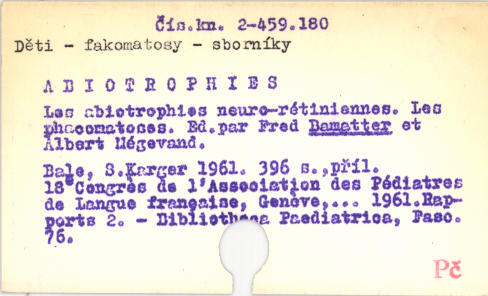 Čís.kn. 2-459.180
Děti - fakomatosy - sborníky
ABIOTROPHIES
Les abiotrophies neuro-rétiniennes. Les
phacomatoses. Ed.par Fred Bamatter et
Albert Mégevand.
Bale, S.Karger 1961. 396 s.,příl.
18e Congrès de l'Association des Pédiatres
de Langue française, Genève,... 1961.Rap-
ports 2. - Bibliotheca Paediatrica, Fasc.
76.
Pč